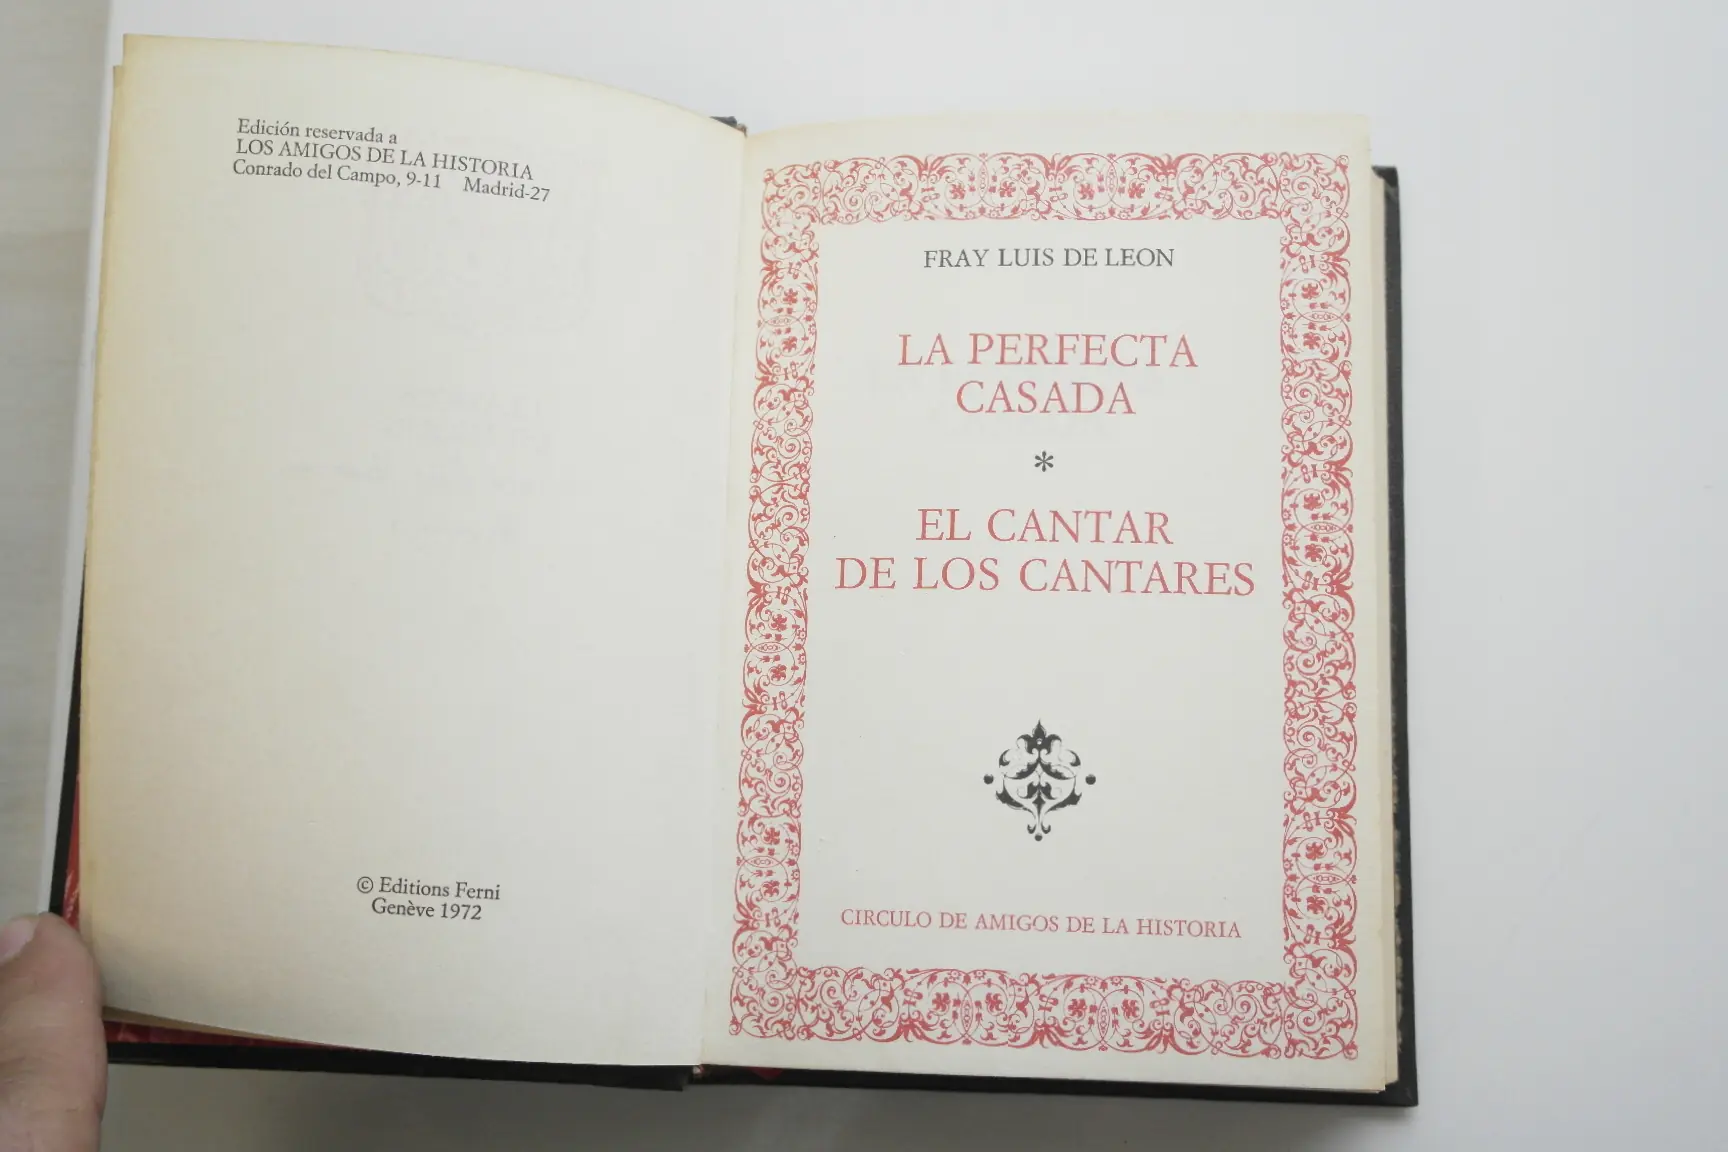 Edición reservada a
LOS AMIGOS DE LA HISTORIA
Conrado del Campo, 9-11 Madrid-27
© Editions Ferni
Genève 1972
FRAY LUIS DE LEON
LA PERFECTA
CASADA
*
EL CANTAR
DE LOS CANTARES
CIRCULO DE AMIGOS DE LA HISTORIA